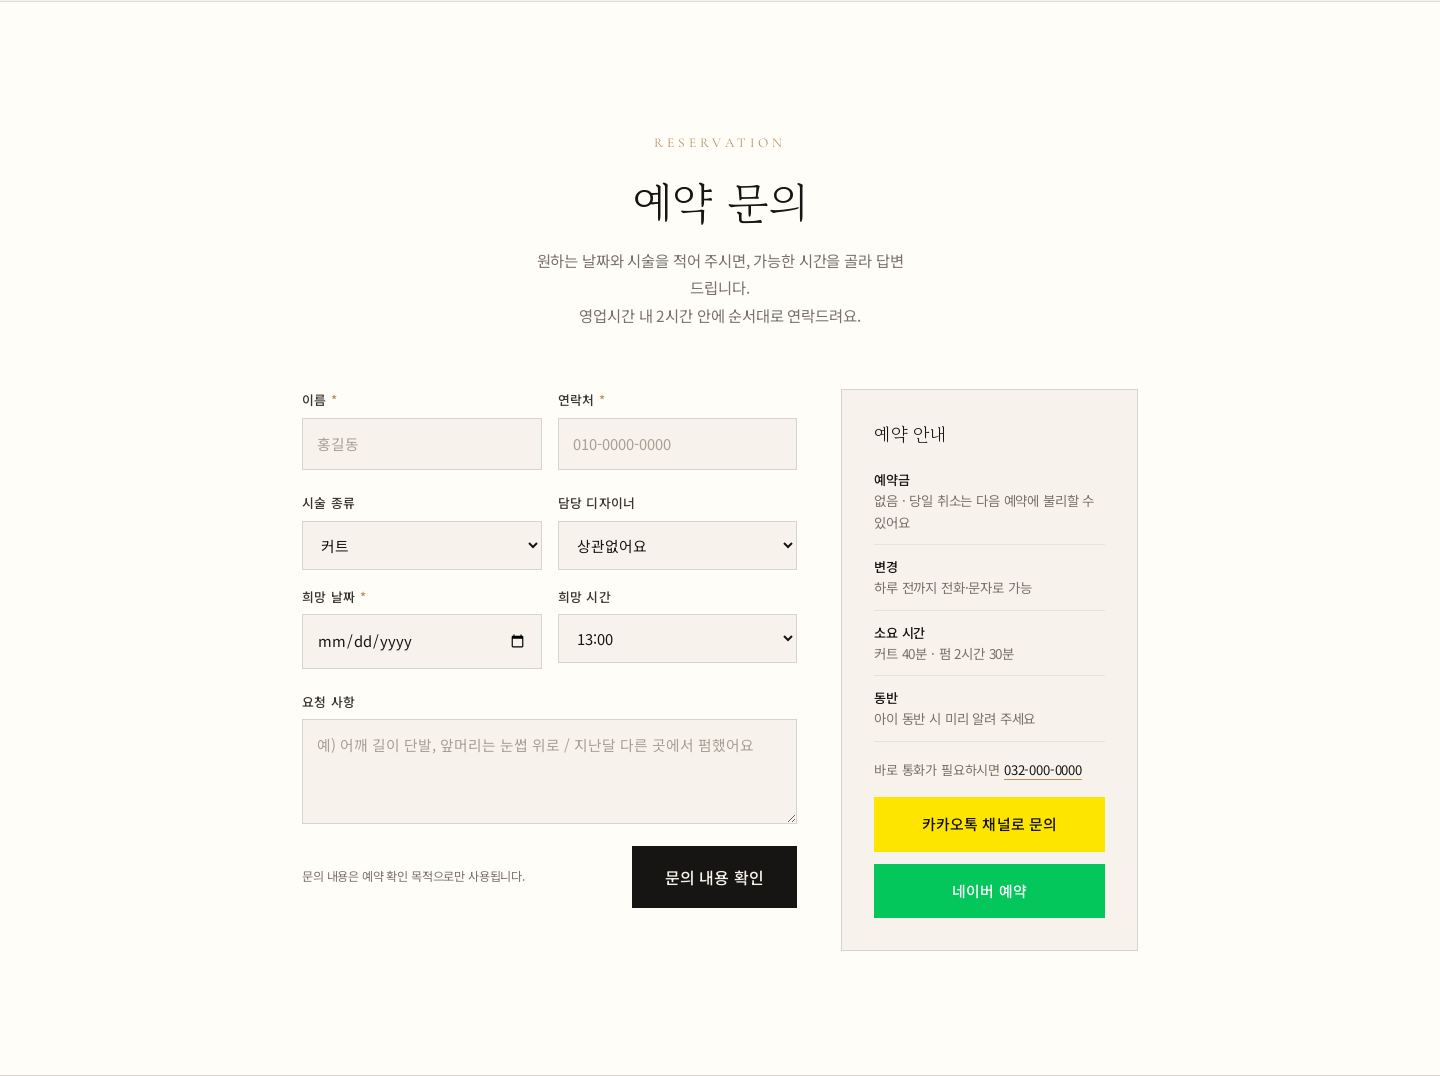 RESERVATION
예약 문의
원하는 날짜와 시술을 적어 주시면, 가능한 시간을 골라 답변
드립니다.
영업시간 내 2시간 안에 순서대로 연락드려요.
이름 *
연락처 *
홍길동
010-0000-0000
시술 종류
담당 디자이너
커트
상관없어요
희망 날짜 *
희망 시간
mm/dd/yyyy
13:00
요청 사항
예) 어깨 길이 단발, 앞머리는 눈썹 위로 / 지난달 다른 곳에서 펌했어요
문의 내용은 예약 확인 목적으로만 사용됩니다.
문의 내용 확인
예약 안내
예약금
없음 · 당일 취소는 다음 예약에 불리할 수
있어요
변경
하루 전까지 전화·문자로 가능
소요 시간
커트 40분 · 펌 2시간 30분
동반
아이 동반 시 미리 알려 주세요
바로 통화가 필요하시면 032-000-0000
카카오톡 채널로 문의
네이버 예약